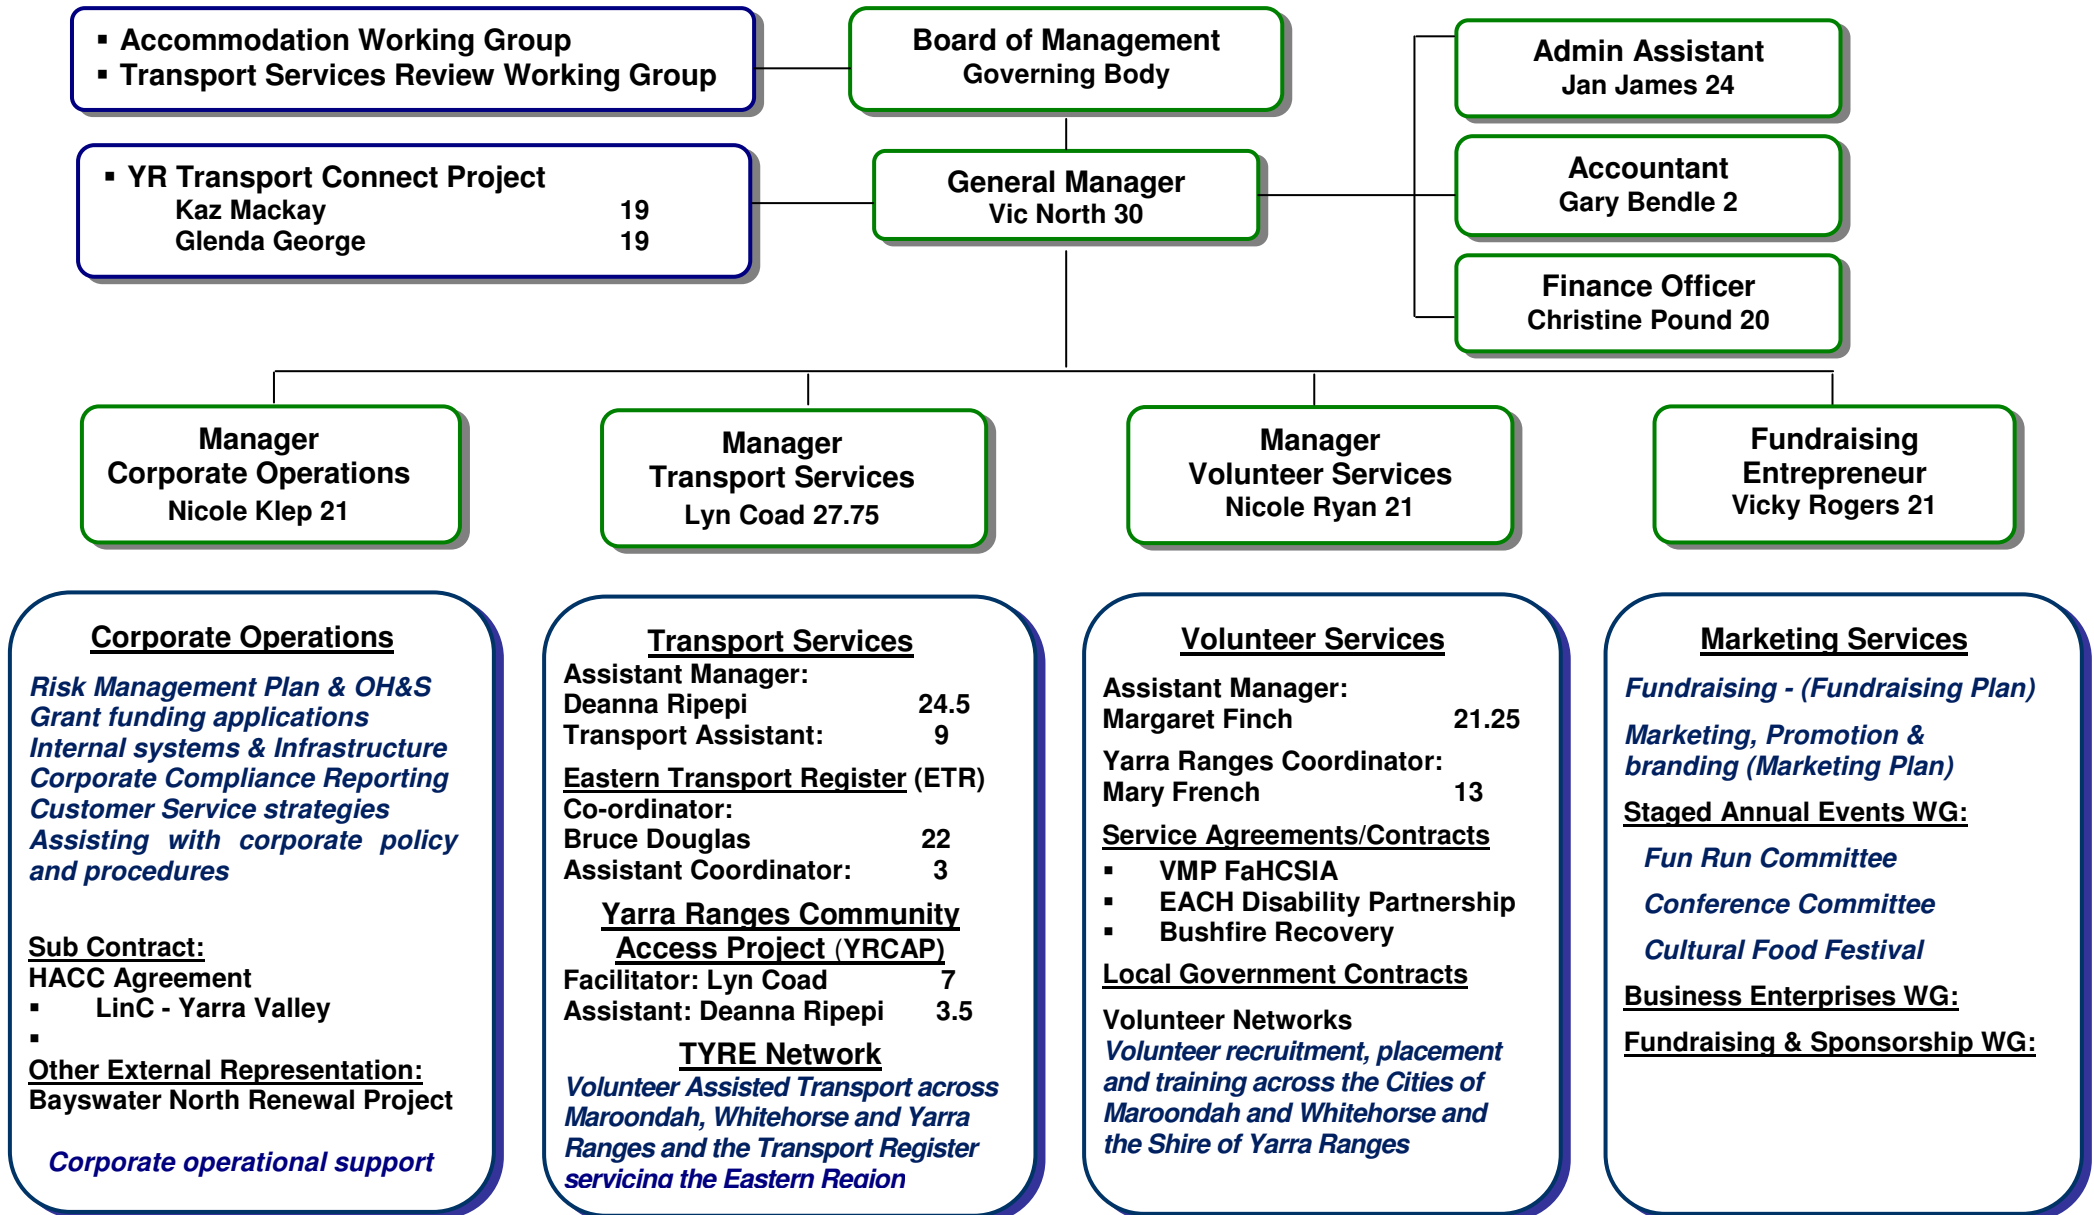 ▪ Accommodation Working Group
▪ Transport Services Review Working Group
Board of Management
Governing Body
Admin Assistant
Jan James 24
▪ YR Transport Connect Project
Kaz Mackay 19
Glenda George 19
General Manager
Vic North 30
Accountant
Gary Bendle 2
Finance Officer
Christine Pound 20
Manager
Corporate Operations
Nicole Klep 21
Manager
Transport Services
Lyn Coad 27.75
Manager
Volunteer Services
Nicole Ryan 21
Fundraising
Entrepreneur
Vicky Rogers 21
Corporate Operations
Risk Management Plan & OH&S
Grant funding applications
Internal systems & Infrastructure
Corporate Compliance Reporting
Customer Service strategies
Assisting with corporate policy
and procedures
Sub Contract:
HACC Agreement
▪ LinC - Yarra Valley
▪
Other External Representation:
Bayswater North Renewal Project
Corporate operational support
Transport Services
Assistant Manager:
Deanna Ripepi 24.5
Transport Assistant: 9
Eastern Transport Register (ETR)
Co-ordinator:
Bruce Douglas 22
Assistant Coordinator: 3
Yarra Ranges Community
Access Project (YRCAP)
Facilitator: Lyn Coad 7
Assistant: Deanna Ripepi 3.5
TYRE Network
Volunteer Assisted Transport across
Maroondah, Whitehorse and Yarra
Ranges and the Transport Register
servicing the Eastern Region
Volunteer Services
Assistant Manager:
Margaret Finch 21.25
Yarra Ranges Coordinator:
Mary French 13
Service Agreements/Contracts
▪ VMP FaHCSIA
▪ EACH Disability Partnership
▪ Bushfire Recovery
Local Government Contracts
Volunteer Networks
Volunteer recruitment, placement
and training across the Cities of
Maroondah and Whitehorse and
the Shire of Yarra Ranges
Marketing Services
Fundraising - (Fundraising Plan)
Marketing, Promotion &
branding (Marketing Plan)
Staged Annual Events WG:
Fun Run Committee
Conference Committee
Cultural Food Festival
Business Enterprises WG:
Fundraising & Sponsorship WG: